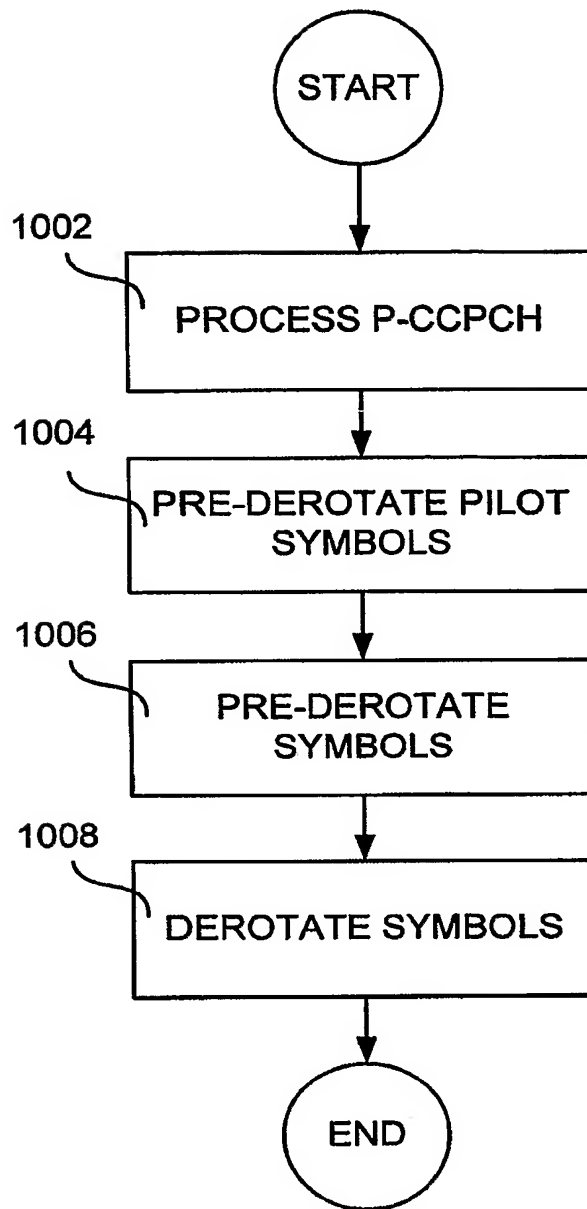 START
1002
PROCESS P-CCPCH
1004
PRE-DEROTATE PILOT
SYMBOLS
1006
PRE-DEROTATE
SYMBOLS
1008
DEROTATE SYMBOLS
END